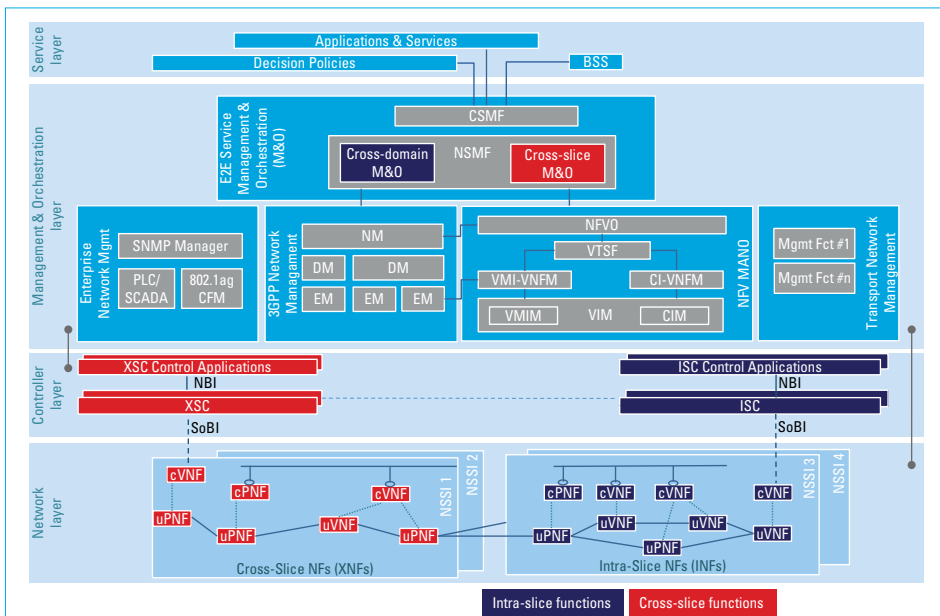 Service
layer
Applications & Services
Decision Policies
BSS
Management & Orchestration
layer
E2E Service
Management &
Orchestration
(M&O)
CSMF
NSMF
Cross-domain
M&O
Cross-slice
M&O
Enterprise
Network Mgmt
SNMP Manager
PLC/
SCADA
802.1ag
CFM
3GPP Network
Managament
NM
DM
DM
EM
EM
EM
NFVO
VTSF
VMI-VNFM
CI-VNFM
VMIM
VIM
CIM
NFV MANO
Mgmt Fct #1
Mgmt Fct #n
Transport Network
Management
Controller
layer
XSC Control Applications
NBI
XSC
SoBI
ISC Control Applications
NBI
ISC
SoBI
Network
layer
cVNF
cPNF
cVNF
uPNF
uPNF
uVNF
uPNF
NSSI 1
NSSI 2
Cross-Slice NFs (XNFs)
cPNF
cVNF
cVNF
cVNF
uPNF
uVNF
uVNF
uPNF
uVNF
NSSI 3
NSSI 4
Intra-Slice NFs (INFs)
Intra-slice functions
Cross-slice functions